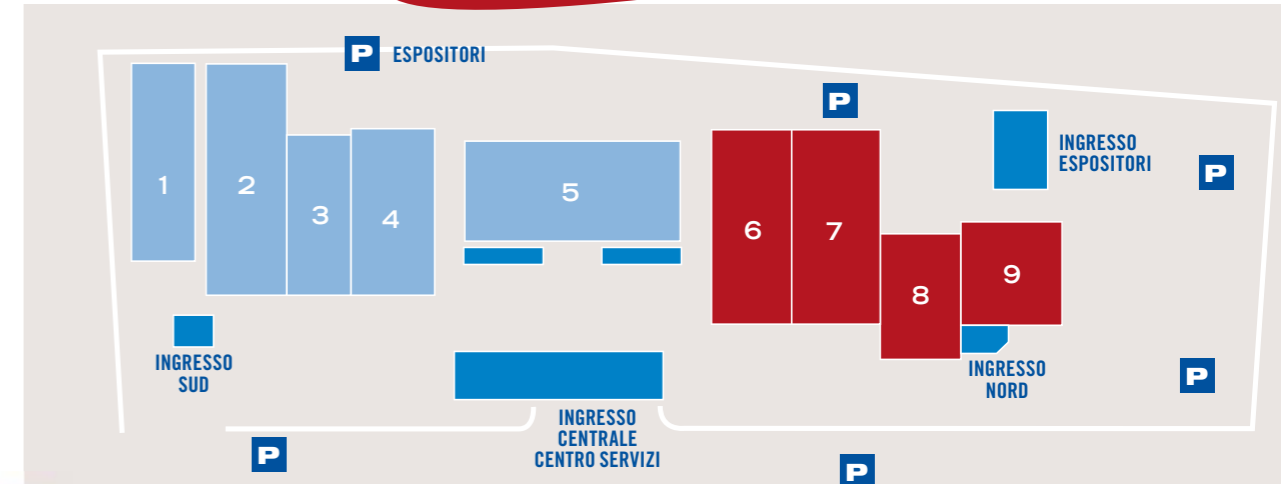 P ESPOSITORI
P
INGRESSO
ESPOSITORI
P
1
2
3
4
5
6
7
8
9
INGRESSO
SUD
INGRESSO
NORD
P
INGRESSO
CENTRALE
CENTRO SERVIZI
P
P